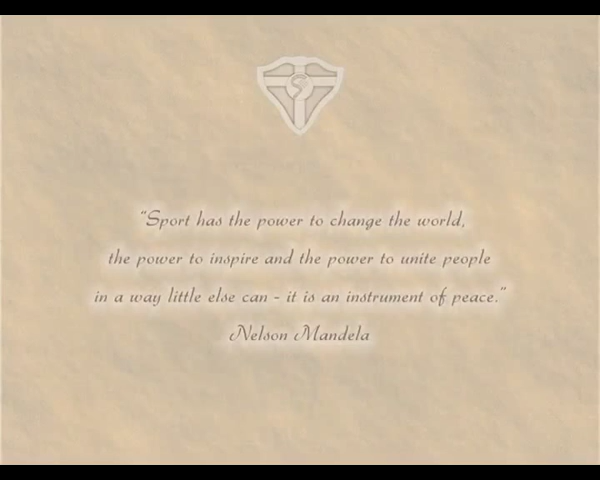 “Sport has the power to change the world,
the power to inspire and the power to unite people
in a way little else can - it is an instrument of peace.”
Nelson Mandela